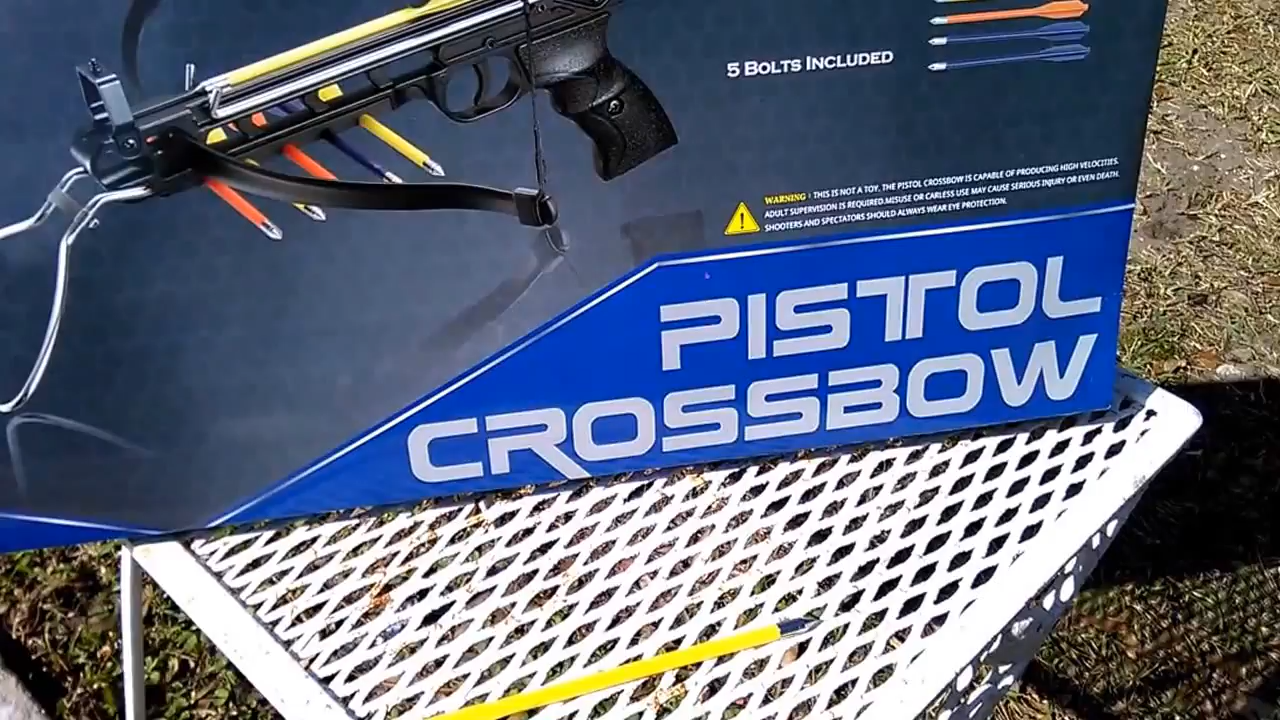 5 BOLTS INCLUDED
WARNING : THIS IS NOT A TOY. THE PISTOL CROSSBOW IS CAPABLE OF PRODUCING HIGH VELOCITIES.
ADULT SUPERVISION IS REQUIRED.MISUSE OR CARLESS USE MAY CAUSE SERIOUS INJURY OR EVEN DEATH.
SHOOTERS AND SPECTATORS SHOULD ALWAYS WEAR EYE PROTECTION.
PISTOL
CROSSBOW